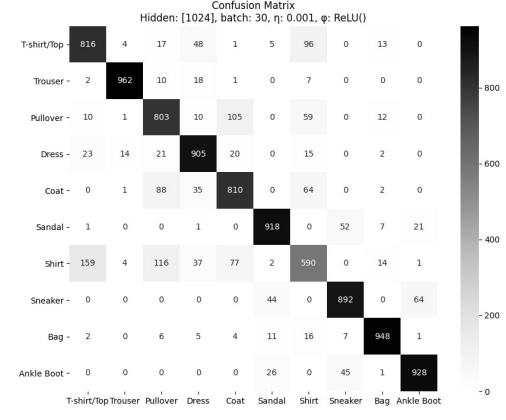 Confusion Matrix
Hidden: [1024], batch: 30, η: 0.001, φ: ReLU()
T-shirt/Top 816 4 17 48 1 5 96 0 13 0
Trouser 2 962 10 18 1 0 7 0 0 0
Pullover 10 1 803 10 105 0 59 0 12 0
Dress 23 14 21 905 20 0 15 0 2 0
Coat 0 1 88 35 810 0 64 0 2 0
Sandal 1 0 0 1 0 918 0 52 7 21
Shirt 159 4 116 37 77 2 590 0 14 1
Sneaker 0 0 0 0 0 44 0 892 0 64
Bag 2 0 6 5 4 11 16 7 948 1
Ankle Boot 0 0 0 0 0 26 0 45 1 928
T-shirt/Top Trouser Pullover Dress Coat Sandal Shirt Sneaker Bag Ankle Boot
800
600
400
200
0